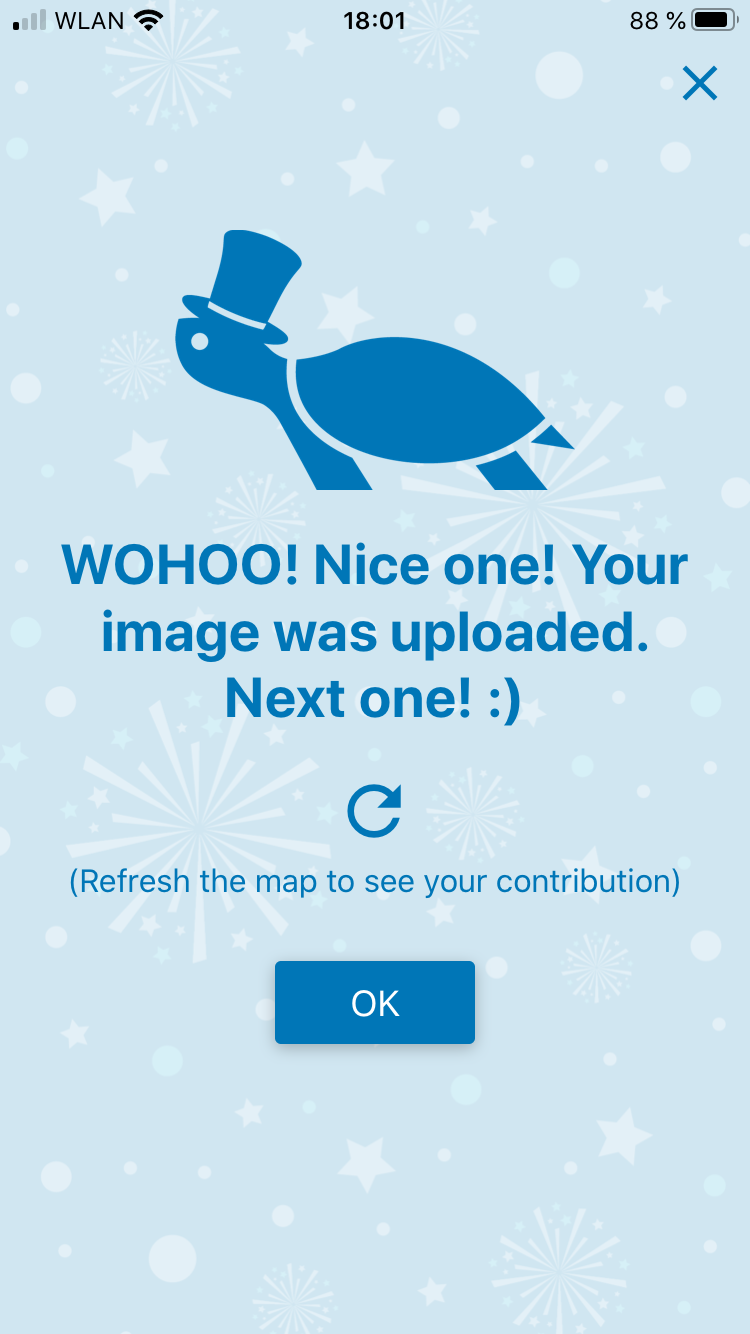 WLAN 18:01 88 %
WOHOO! Nice one! Your
image was uploaded.
Next one! :)
(Refresh the map to see your contribution)
OK